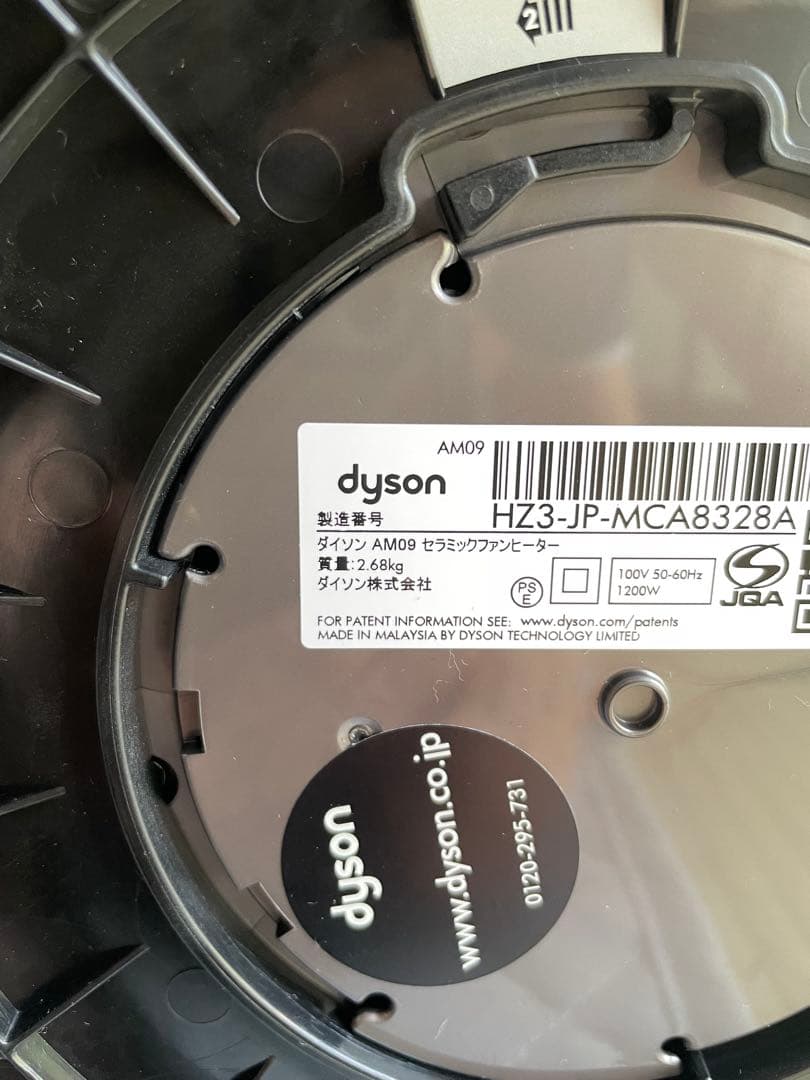 2
AM09
dyson
製造番号
HZ3-JP-MCA8328A
ダイソン AM09 セラミックファンヒーター
質量:2.68kg
ダイソン株式会社
PS
E
100V 50-60Hz
1200W
JQA
FOR PATENT INFORMATION SEE: www.dyson.com/patents
MADE IN MALAYSIA BY DYSON TECHNOLOGY LIMITED
dyson
www.dyson.co.jp
0120-295-731